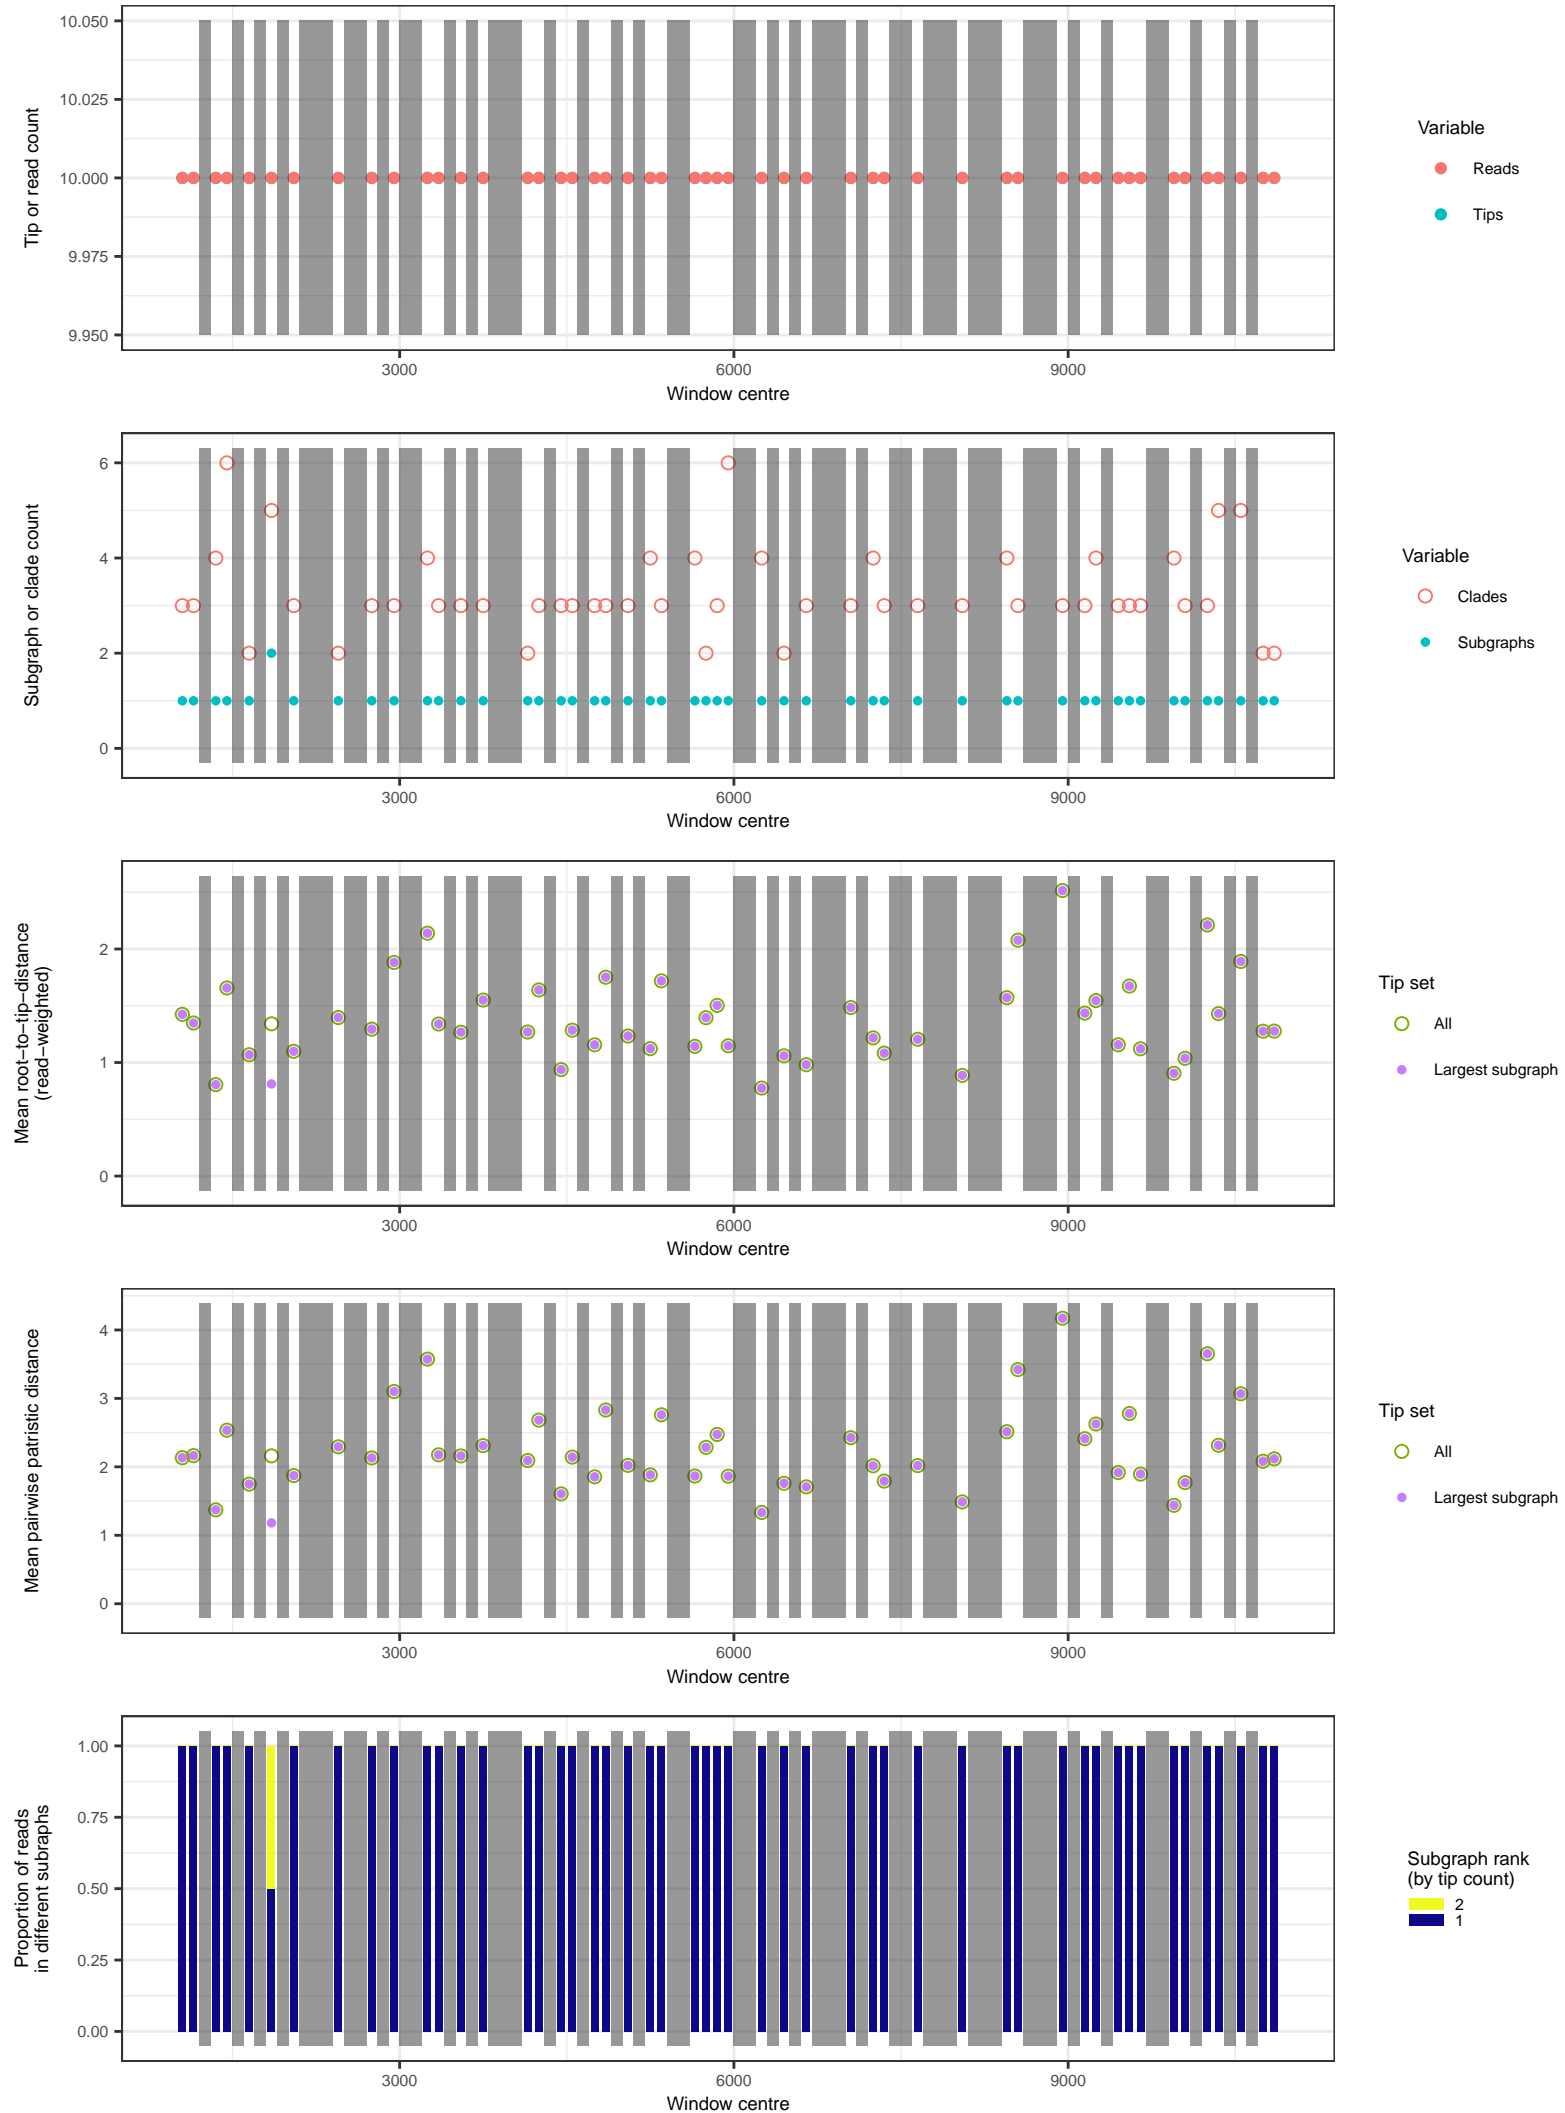 10.050
10.025
10.000
9.975
9.950
Tip or read count
3000
6000
9000
Window centre
Variable
Reads
Tips
6
4
2
0
Subgraph or clade count
3000
6000
9000
Window centre
Variable
Clades
Subgraphs
2
1
0
Mean root−to−tip−distance
(read−weighted)
3000
6000
9000
Window centre
Tip set
All
Largest subgraph
4
3
2
1
0
Mean pairwise patristic distance
3000
6000
9000
Window centre
Tip set
All
Largest subgraph
1.00
0.75
0.50
0.25
0.00
Proportion of reads
in different subraphs
3000
6000
9000
Window centre
Subgraph rank
(by tip count)
2
1